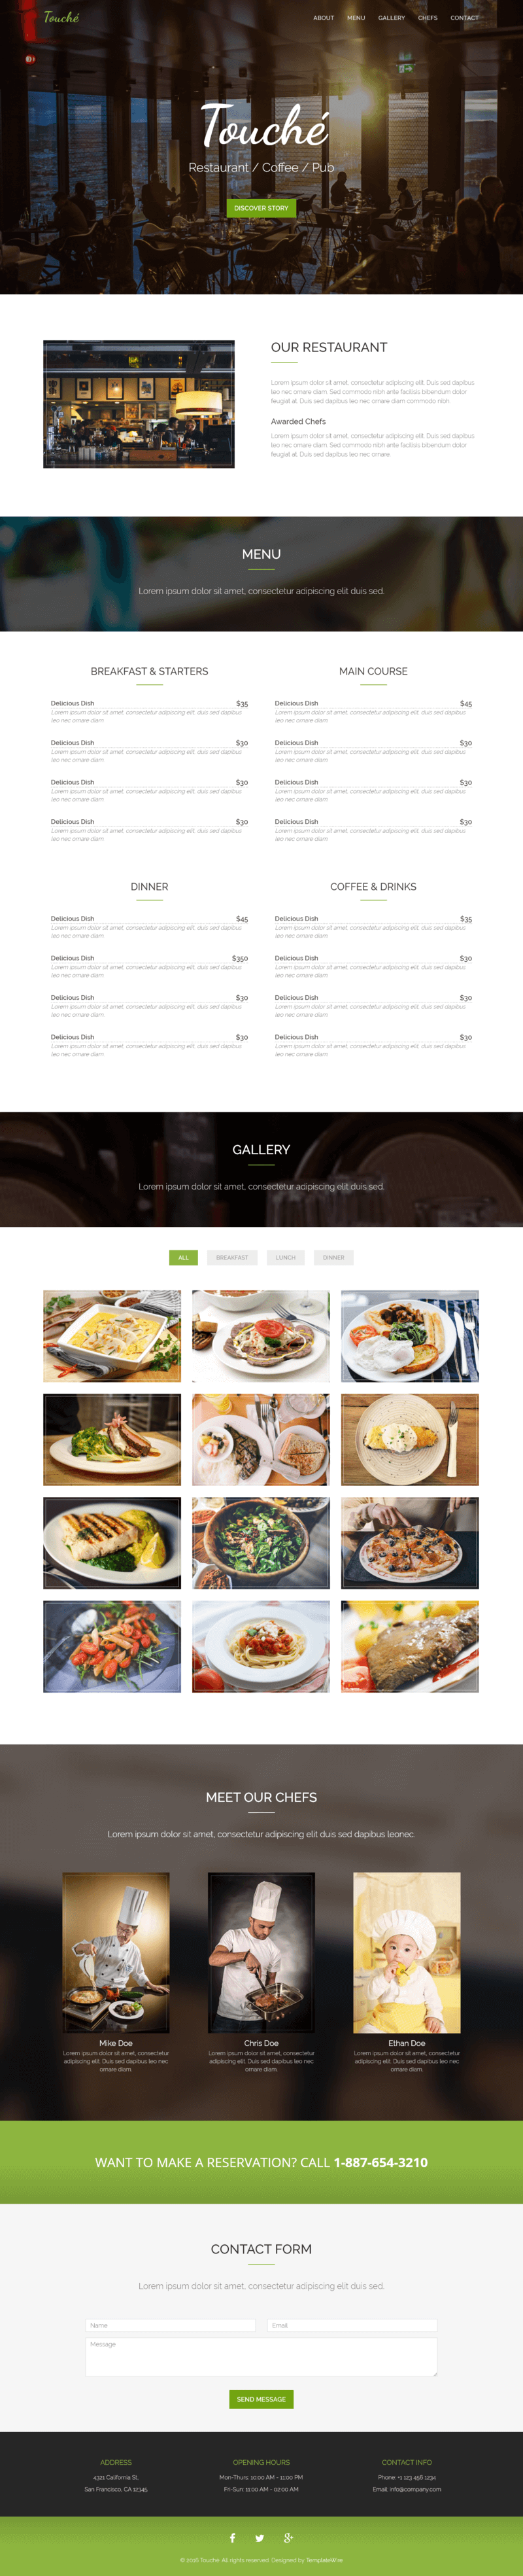 Touché
ABOUT MENU GALLERY CHEFS CONTACT
Touché
Restaurant / Coffee / Pub
DISCOVER STORY
OUR RESTAURANT
Lorem ipsum dolor sit amet, consectetur adipiscing elit. Duis sed dapibus
leo nec ornare diam. Sed commodo nibh ante facilisis bibendum dolor
feugiat at. Duis sed dapibus leo nec ornare diam commodo nibh.
Awarded Chefs
Lorem ipsum dolor sit amet, consectetur adipiscing elit. Duis sed dapibus
leo nec ornare diam. Sed commodo nibh ante facilisis bibendum dolor
feugiat at. Duis sed dapibus leo nec ornare.
MENU
Lorem ipsum dolor sit amet, consectetur adipiscing elit duis sed.
BREAKFAST & STARTERS
Delicious Dish $35
Lorem ipsum dolor sit amet, consectetur adipiscing elit, duis sed dapibus
leo nec ornare diam.
Delicious Dish $30
Lorem ipsum dolor sit amet, consectetur adipiscing elit, duis sed dapibus
leo nec ornare diam.
Delicious Dish $30
Lorem ipsum dolor sit amet, consectetur adipiscing elit, duis sed dapibus
leo nec ornare diam.
Delicious Dish $30
Lorem ipsum dolor sit amet, consectetur adipiscing elit, duis sed dapibus
leo nec ornare diam.
MAIN COURSE
Delicious Dish $45
Lorem ipsum dolor sit amet, consectetur adipiscing elit, duis sed dapibus
leo nec ornare diam.
Delicious Dish $30
Lorem ipsum dolor sit amet, consectetur adipiscing elit, duis sed dapibus
leo nec ornare diam.
Delicious Dish $30
Lorem ipsum dolor sit amet, consectetur adipiscing elit, duis sed dapibus
leo nec ornare diam.
Delicious Dish $30
Lorem ipsum dolor sit amet, consectetur adipiscing elit, duis sed dapibus
leo nec ornare diam.
DINNER
Delicious Dish $45
Lorem ipsum dolor sit amet, consectetur adipiscing elit, duis sed dapibus
leo nec ornare diam.
Delicious Dish $350
Lorem ipsum dolor sit amet, consectetur adipiscing elit, duis sed dapibus
leo nec ornare diam.
Delicious Dish $30
Lorem ipsum dolor sit amet, consectetur adipiscing elit, duis sed dapibus
leo nec ornare diam.
Delicious Dish $30
Lorem ipsum dolor sit amet, consectetur adipiscing elit, duis sed dapibus
leo nec ornare diam.
COFFEE & DRINKS
Delicious Dish $35
Lorem ipsum dolor sit amet, consectetur adipiscing elit, duis sed dapibus
leo nec ornare diam.
Delicious Dish $30
Lorem ipsum dolor sit amet, consectetur adipiscing elit, duis sed dapibus
leo nec ornare diam.
Delicious Dish $30
Lorem ipsum dolor sit amet, consectetur adipiscing elit, duis sed dapibus
leo nec ornare diam.
Delicious Dish $30
Lorem ipsum dolor sit amet, consectetur adipiscing elit, duis sed dapibus
leo nec ornare diam.
GALLERY
Lorem ipsum dolor sit amet, consectetur adipiscing elit duis sed.
ALL BREAKFAST LUNCH DINNER
MEET OUR CHEFS
Lorem ipsum dolor sit amet, consectetur adipiscing elit duis sed dapibus leonec.
Mike Doe
Lorem ipsum dolor sit amet, consectetur
adipiscing elit. Duis sed dapibus leo nec
ornare diam.
Chris Doe
Lorem ipsum dolor sit amet, consectetur
adipiscing elit. Duis sed dapibus leo nec
ornare diam.
Ethan Doe
Lorem ipsum dolor sit amet, consectetur
adipiscing elit. Duis sed dapibus leo nec
ornare diam.
WANT TO MAKE A RESERVATION? CALL 1-887-654-3210
CONTACT FORM
Lorem ipsum dolor sit amet, consectetur adipiscing elit duis sed.
Name
Email
Message
SEND MESSAGE
ADDRESS
4321 California St,
San Francisco, CA 12345
OPENING HOURS
Mon-Thurs: 10:00 AM - 11:00 PM
Fri-Sun: 11:00 AM - 02:00 AM
CONTACT INFO
Phone: +1 123 456 1234
Email: info@company.com
© 2016 Touche. All rights reserved. Designed by TemplateWire